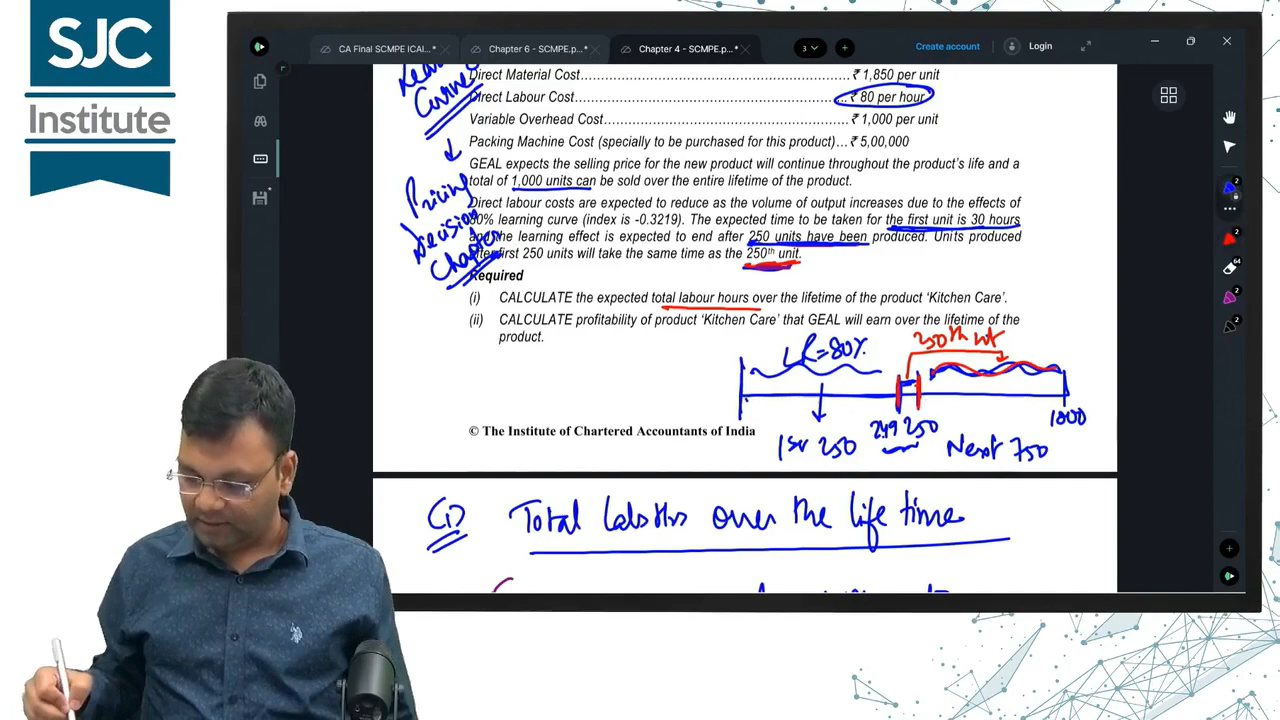 SJC
Institute
CA Final SCMPE ICAI...*
Chapter 6 - SCMPE.p...*
Chapter 4 - SCMPE.pm...*
3
Create account
Login
Direct Material Cost ₹ 1,850 per unit
Direct Labour Cost ₹ 80 per hour
Variable Overhead Cost ₹ 1,000 per unit
Packing Machine Cost (specially to be purchased for this product)...₹ 5,00,000
GEAL expects the selling price for the new product will continue throughout the product's life and a
total of 1,000 units can be sold over the entire lifetime of the product.
Direct labour costs are expected to reduce as the volume of output increases due to the effects of
80% learning curve (index is -0.3219). The expected time to be taken for the first unit is 30 hours
and the learning effect is expected to end after 250 units have been produced. Units produced
after first 250 units will take the same time as the 250th unit.
Curve
Pricing
Decision
Chapter
Required
(i) CALCULATE the expected total labour hours over the lifetime of the product 'Kitchen Care'.
(ii) CALCULATE profitability of product 'Kitchen Care' that GEAL will earn over the lifetime of the
product.
LR=80%
250th unit
249 250
1000
1st 250
Next 750
© The Institute of Chartered Accountants of India
(i) Total lab hrs over the life time